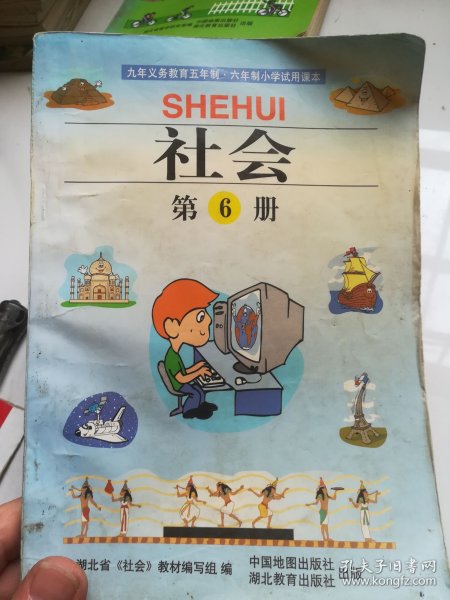 九年义务教育五年制·六年制小学试用课本
SHEHUI
社会
第6册
湖北省《社会》教材编写组 编
中国地图出版社
湖北教育出版社
出版
孔夫子旧书网
www.kongfz.com